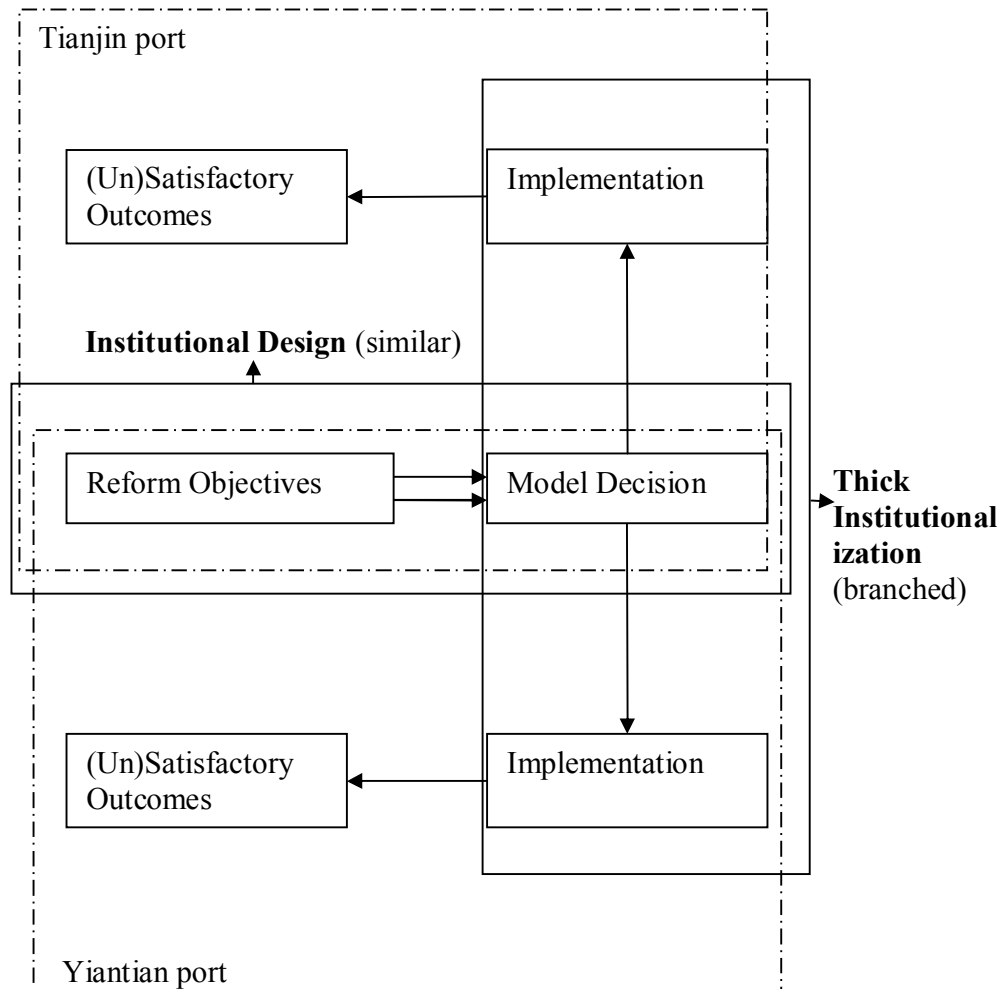 Tianjin port
(Un)Satisfactory
Outcomes
Implementation
Institutional Design (similar)
Reform Objectives
Model Decision
Thick
Institutional
ization
(branched)
(Un)Satisfactory
Outcomes
Implementation
Yiantian port